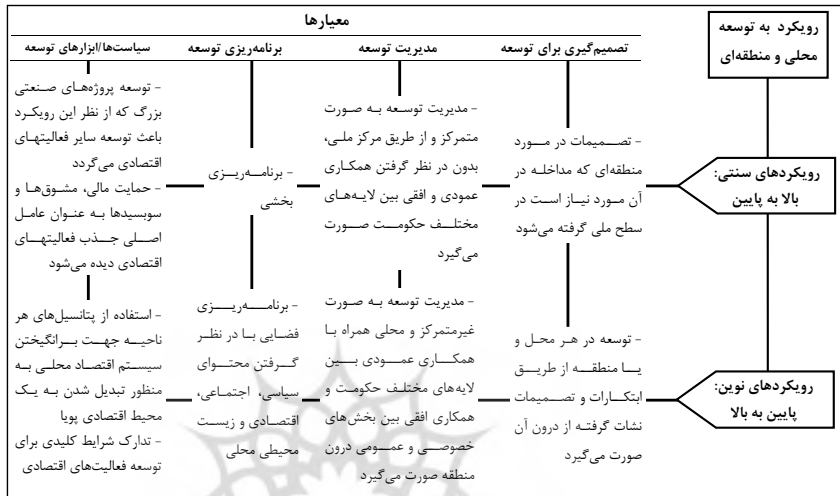 معیارها
رویکرد به توسعه
محلی و منطقه‌ای
تصمیم‌گیری برای توسعه
مدیریت توسعه
برنامه‌ریزی توسعه
سیاست‌ها/ابزارهای توسعه
رویکردهای سنتی:
بالا به پایین
- تصمیمات در مورد
منطقه‌ای که مداخله در
آن مورد نیاز است در
سطح ملی گرفته می‌شود
- مدیریت توسعه به صورت
متمرکز و از طریق مرکز ملی،
بدون در نظر گرفتن همکاری
عمودی و افقی بین لایه‌های
مختلف حکومت صورت
می‌گیرد
- برنامه‌ریزی
بخشی
- توسعه پروژه‌های صنعتی
بزرگ که از نظر این رویکرد
باعث توسعه سایر فعالیتهای
اقتصادی می‌گردد
- حمایت مالی، مشوق‌ها و
سوبسیدها به عنوان عامل
اصلی جذب فعالیتهای
اقتصادی دیده می‌شود
رویکردهای نوین:
پایین به بالا
- توسعه در هر محل و
یا منطقه از طریق
ابتکارات و تصمیمات
نشات گرفته از درون آن
صورت می‌گیرد
- مدیریت توسعه به صورت
غیرمتمرکز و محلی همراه با
همکاری عمودی بین
لایه‌های مختلف حکومت و
همکاری افقی بین بخش‌های
خصوصی و عمومی درون
منطقه صورت می‌گیرد
- برنامه‌ریزی
فضایی با در نظر
گرفتن محتوای
سیاسی، اجتماعی،
اقتصادی و زیست
محیطی محلی
- استفاده از پتانسیل‌های هر
ناحیه جهت برانگیختن
سیستم اقتصاد محلی به
منظور تبدیل شدن به یک
محیط اقتصادی پویا
- تدارک شرایط کلیدی برای
توسعه فعالیت‌های اقتصادی